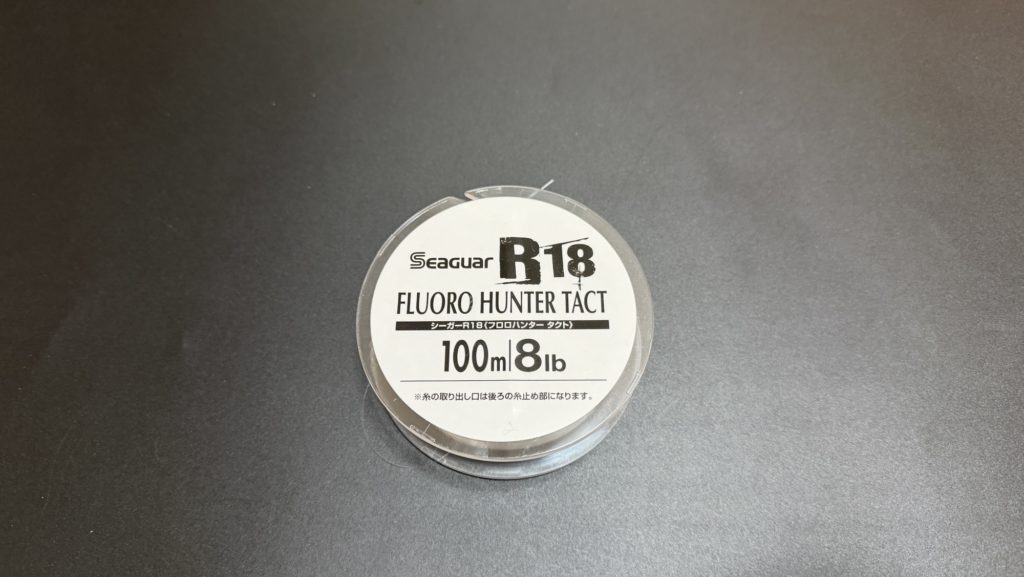 Seaguar R18
FLUORO HUNTER TACT
シーガーR18《フロロハンター タクト》
100m|8lb
※糸の取り出し口は後ろの糸止め部になります。